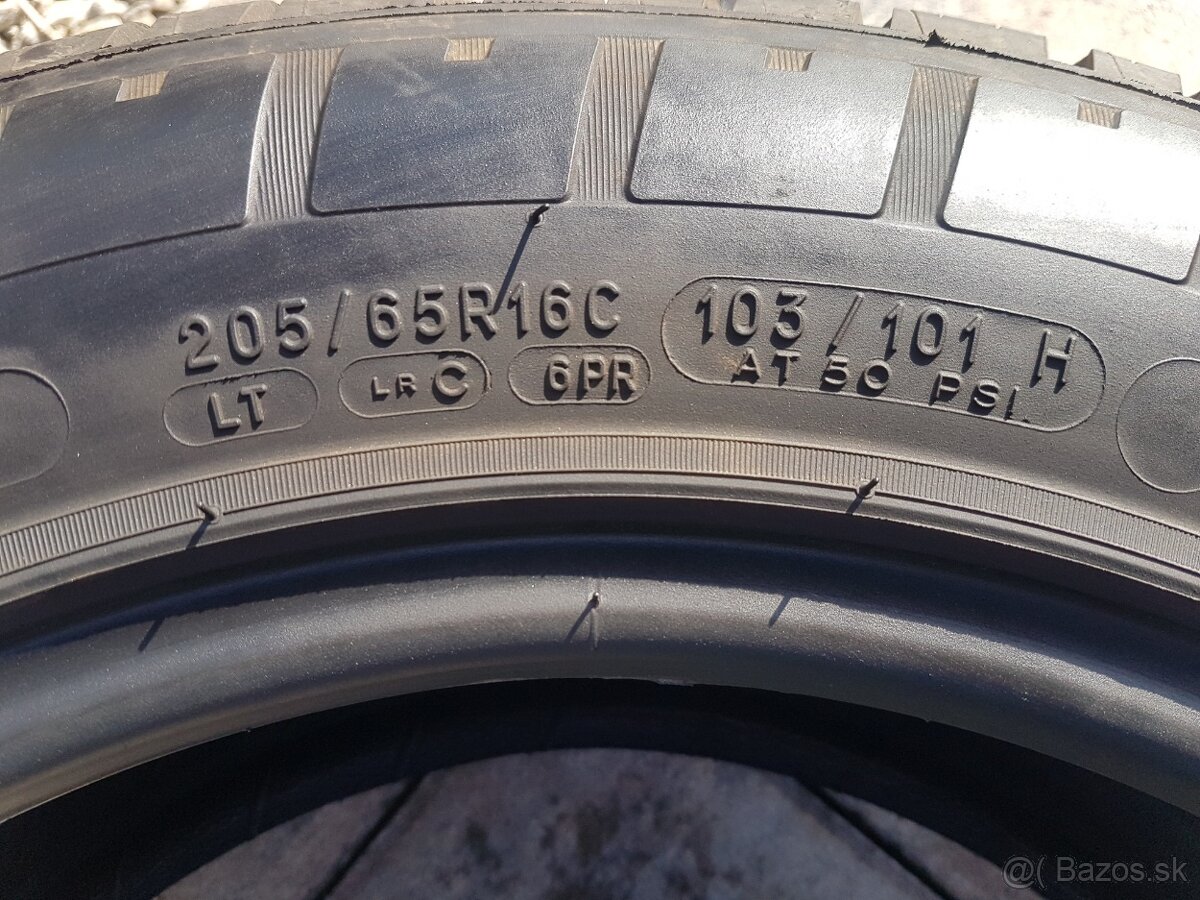 205/65R16C 103/101 H
LT LR C 6PR AT 50 PSI
@( Bazos.sk